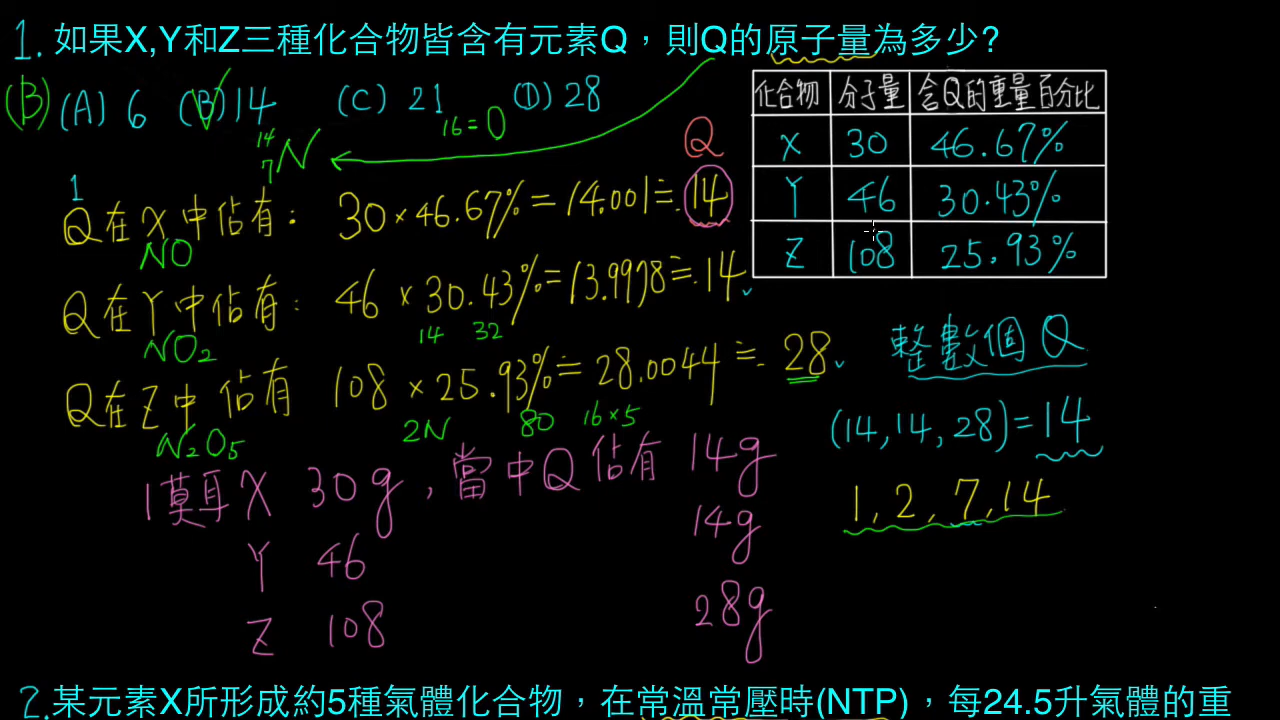 1. 如果X,Y和Z三種化合物皆含有元素Q，則Q的原子量為多少?
(B) (A) 6 (B) 14 (C) 21 (D) 28
16=O
14 7 N
Q
化合物 分子量 含Q的重量百分比
X 30 46.67%
Y 46 30.43%
Z 108 25.93%
1
Q在X中佔有: 30×46.67%=14.001≒14
NO
Q在Y中佔有: 46×30.43%=13.9978≒14
NO₂ 14 32
Q在Z中佔有 108×25.93%=28.0044≒28
N₂O₅ 2N 80 16×5
整數個Q
(14,14,28)=14
1, 2, 7, 14
1莫耳X 30g, 當中Q佔有 14g
Y 46 14g
Z 108 28g
2. 某元素X所形成約5種氣體化合物，在常溫常壓時(NTP)，每24.5升氣體的重